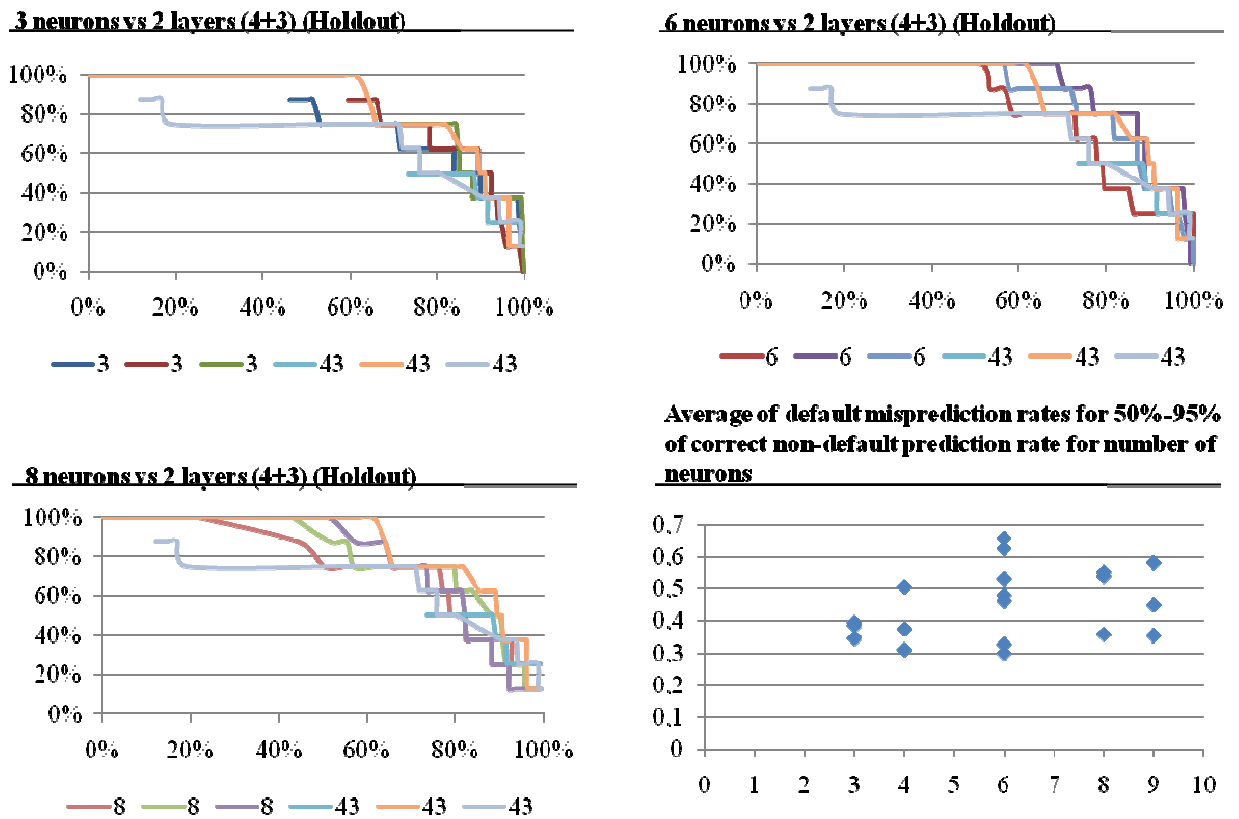 3 neurons vs 2 layers (4+3) (Holdout)
100%
80%
60%
40%
20%
0%
0% 20% 40% 60% 80% 100%
3 3 3 43 43 43
6 neurons vs 2 layers (4+3) (Holdout)
100%
80%
60%
40%
20%
0%
0% 20% 40% 60% 80% 100%
6 6 6 43 43 43
8 neurons vs 2 layers (4+3) (Holdout)
100%
80%
60%
40%
20%
0%
0% 20% 40% 60% 80% 100%
8 8 8 43 43 43
Average of default misprediction rates for 50%-95%
of correct non-default prediction rate for number of
neurons
0.7
0.6
0.5
0.4
0.3
0.2
0.1
0
0 1 2 3 4 5 6 7 8 9 10